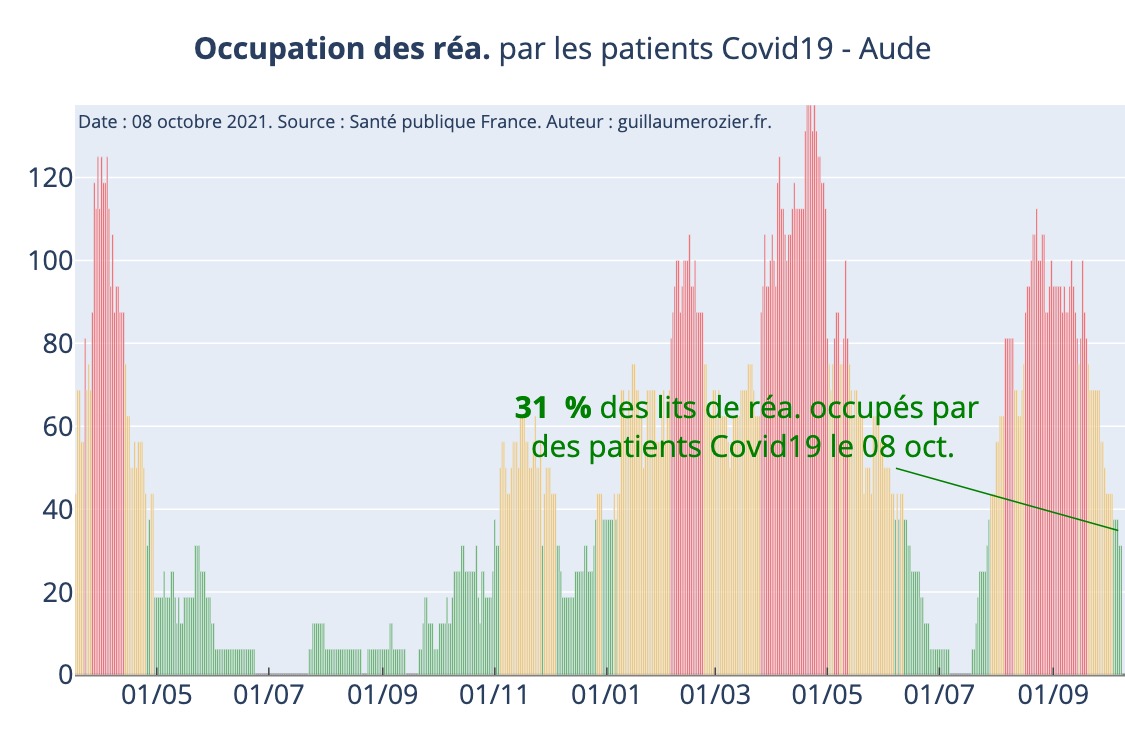 Occupation des réa. par les patients Covid19 - Aude
Date : 08 octobre 2021. Source : Santé publique France. Auteur : guillaumerozier.fr.
120
100
80
60
40
20
0
31 % des lits de réa. occupés par
des patients Covid19 le 08 oct.
01/05 01/07 01/09 01/11 01/01 01/03 01/05 01/07 01/09